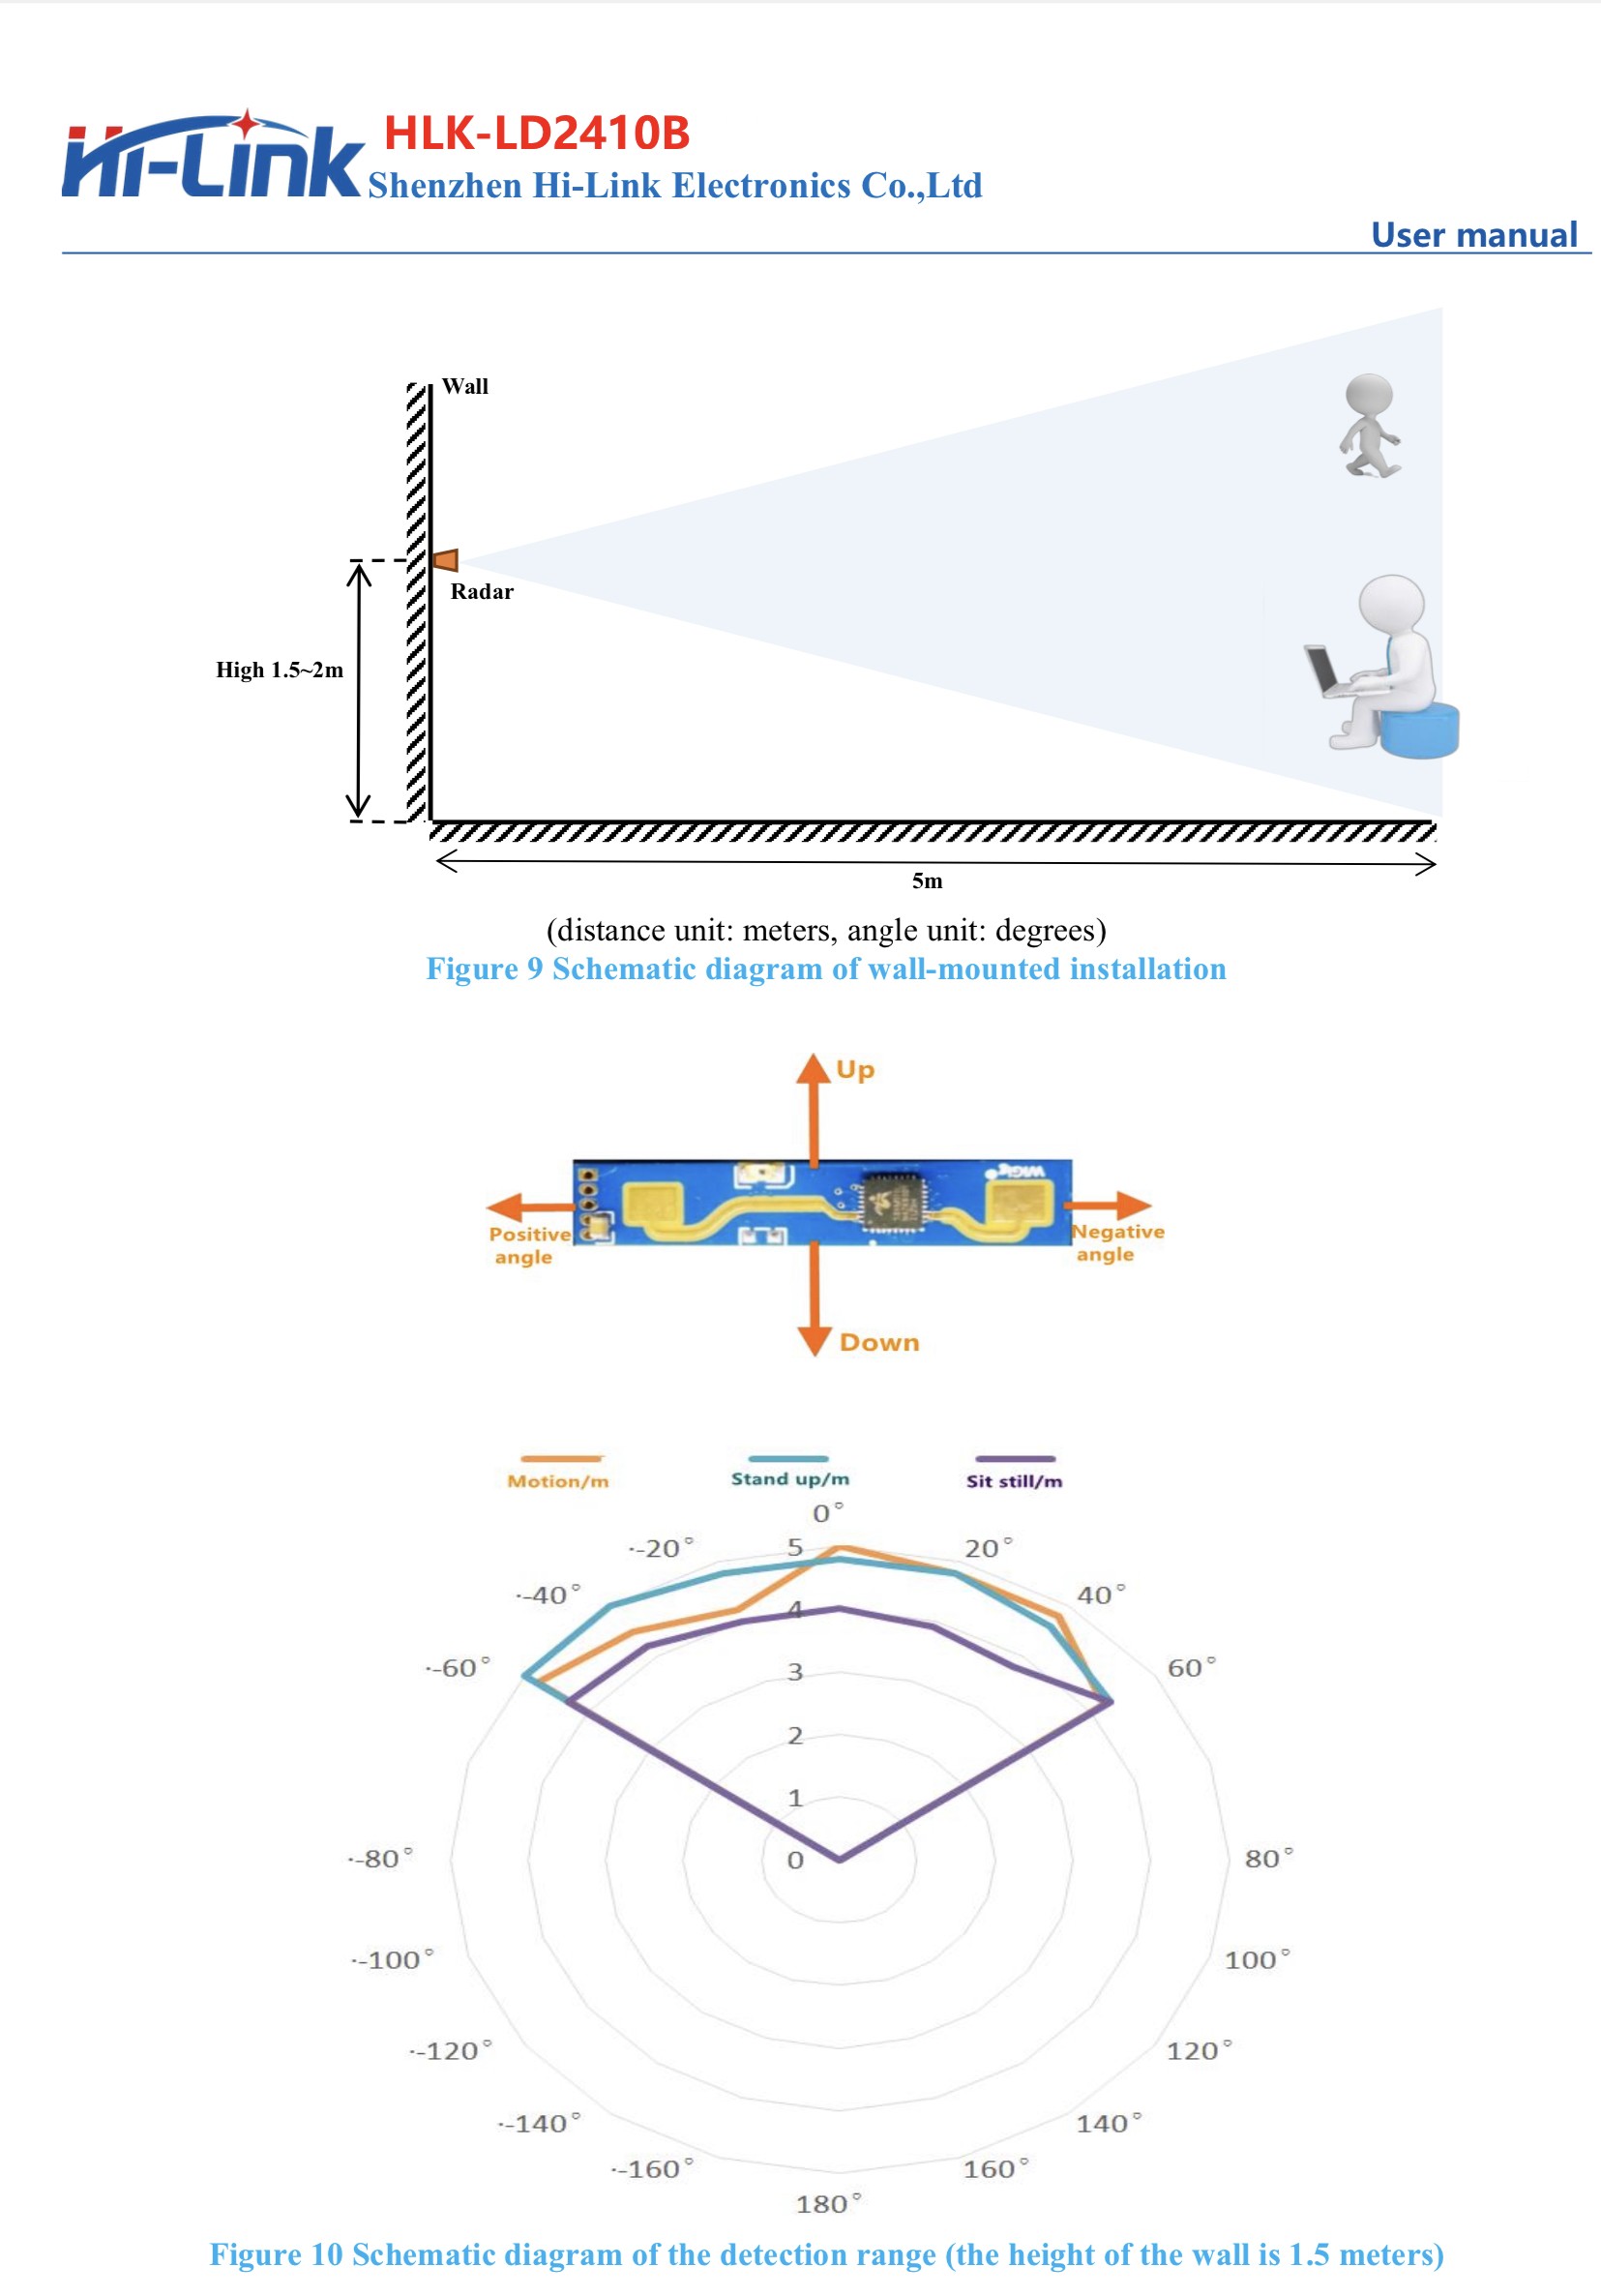 Hi-Link HLK-LD2410B
Shenzhen Hi-Link Electronics Co.,Ltd
User manual
Wall
Radar
High 1.5~2m
5m
(distance unit: meters, angle unit: degrees)
Figure 9 Schematic diagram of wall-mounted installation
Up
WIGig
Positive angle
Negative angle
Down
Motion/m
Stand up/m
Sit still/m
0°
·-20°
5
20°
·-40°
40°
4
·-60°
60°
3
2
1
·-80°
0
80°
·-100°
100°
·-120°
120°
·-140°
140°
·-160°
160°
180°
Figure 10 Schematic diagram of the detection range (the height of the wall is 1.5 meters)